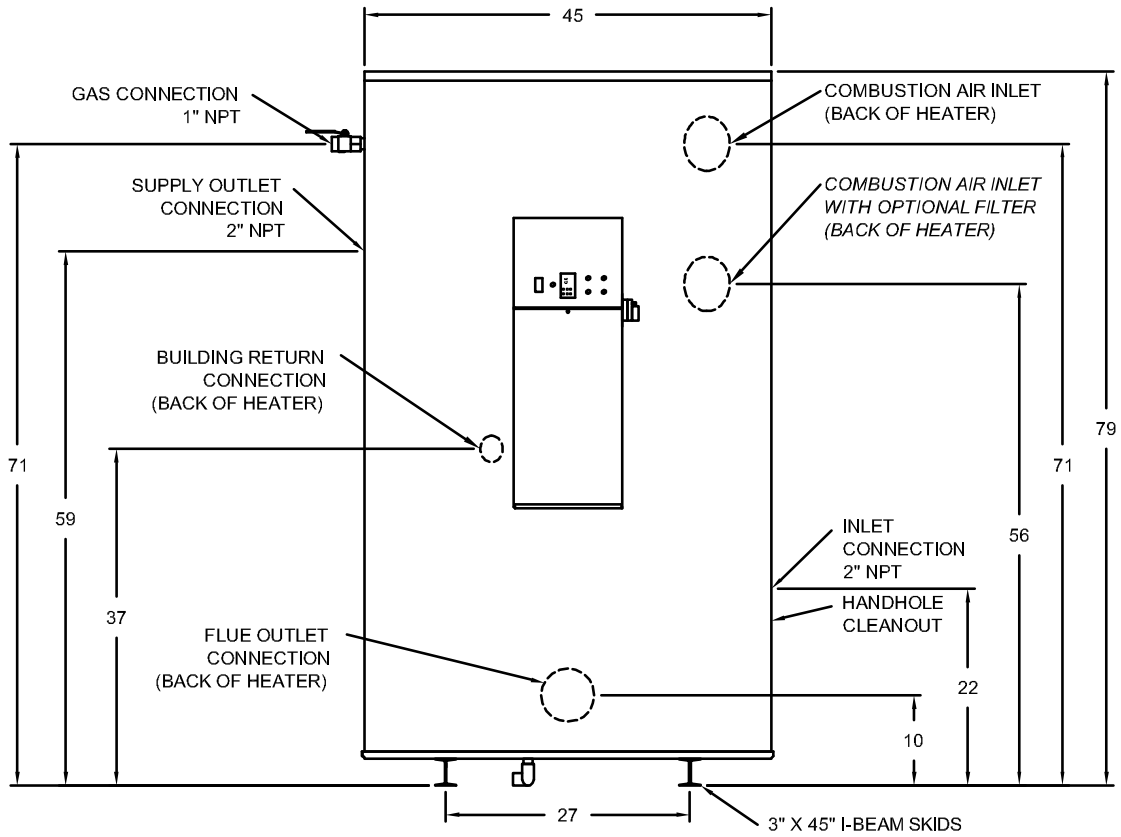 45
GAS CONNECTION
1" NPT
COMBUSTION AIR INLET
(BACK OF HEATER)
SUPPLY OUTLET
CONNECTION
2" NPT
COMBUSTION AIR INLET
WITH OPTIONAL FILTER
(BACK OF HEATER)
BUILDING RETURN
CONNECTION
(BACK OF HEATER)
79
71
71
59
56
INLET
CONNECTION
2" NPT
37
HANDHOLE
CLEANOUT
FLUE OUTLET
CONNECTION
(BACK OF HEATER)
22
10
27
3" X 45" I-BEAM SKIDS